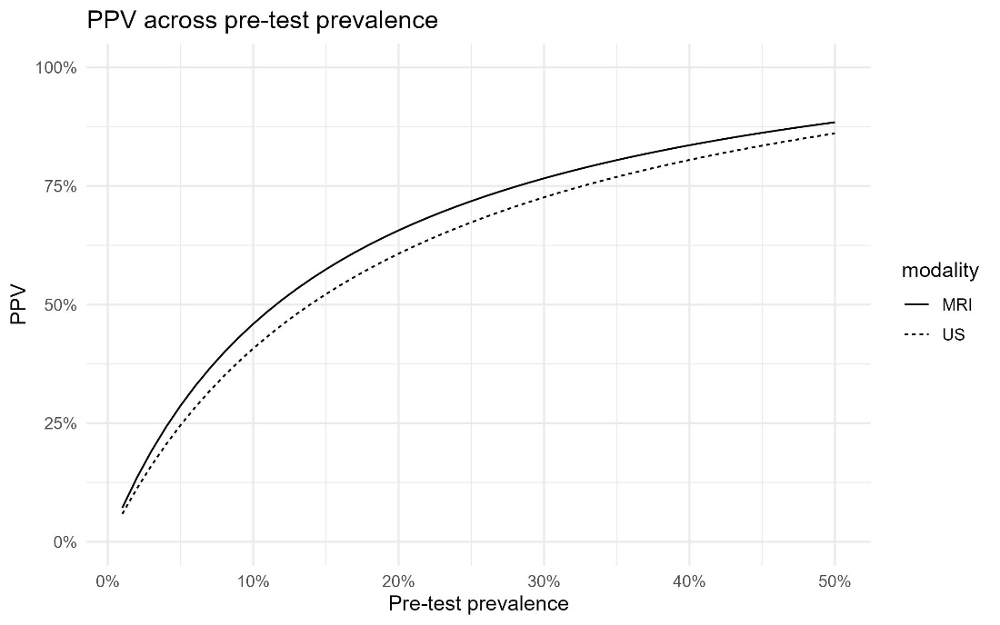 PPV across pre-test prevalence
100%
75%
50%
25%
0%
PPV
0% 10% 20% 30% 40% 50%
Pre-test prevalence
modality
MRI
US